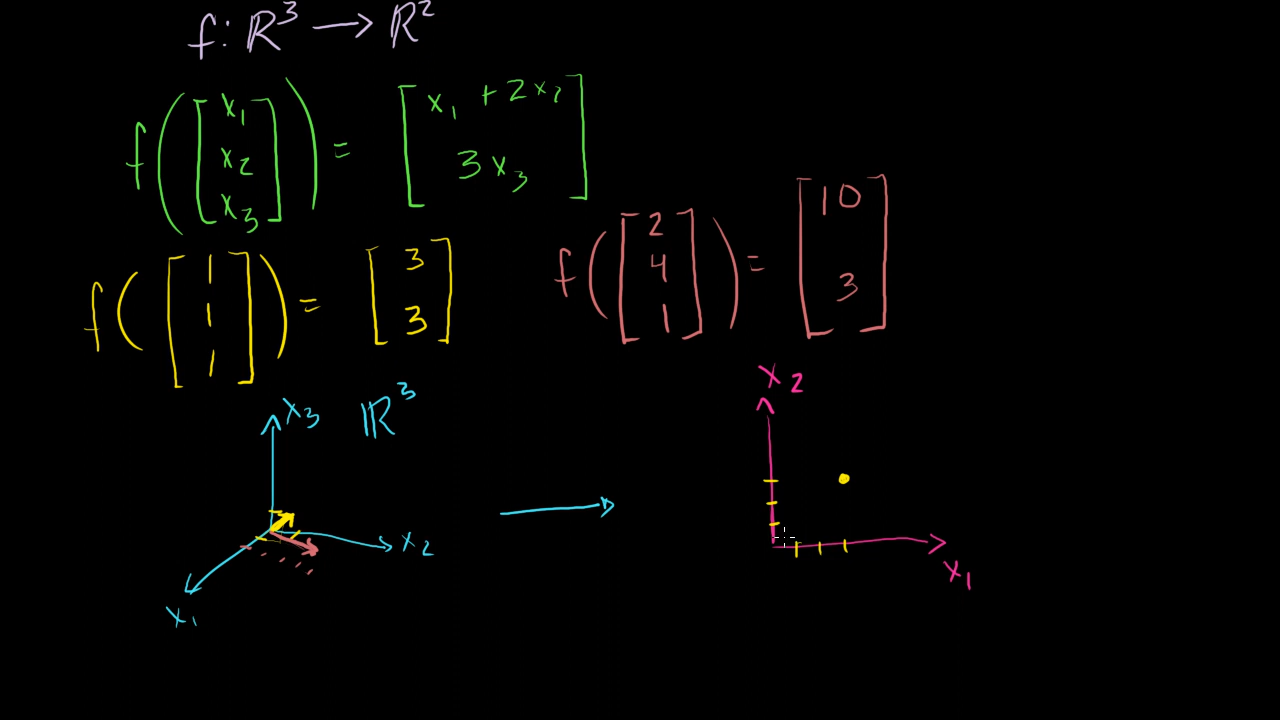 f: ℝ³ → ℝ²
f([x₁ x₂ x₃]) = [x₁ + 2x₂ 3x₃]
f([1 1 1]) = [3 3]
f([2 4 1]) = [10 3]
x₃ ℝ³
x₂
x₁
x₂
x₁